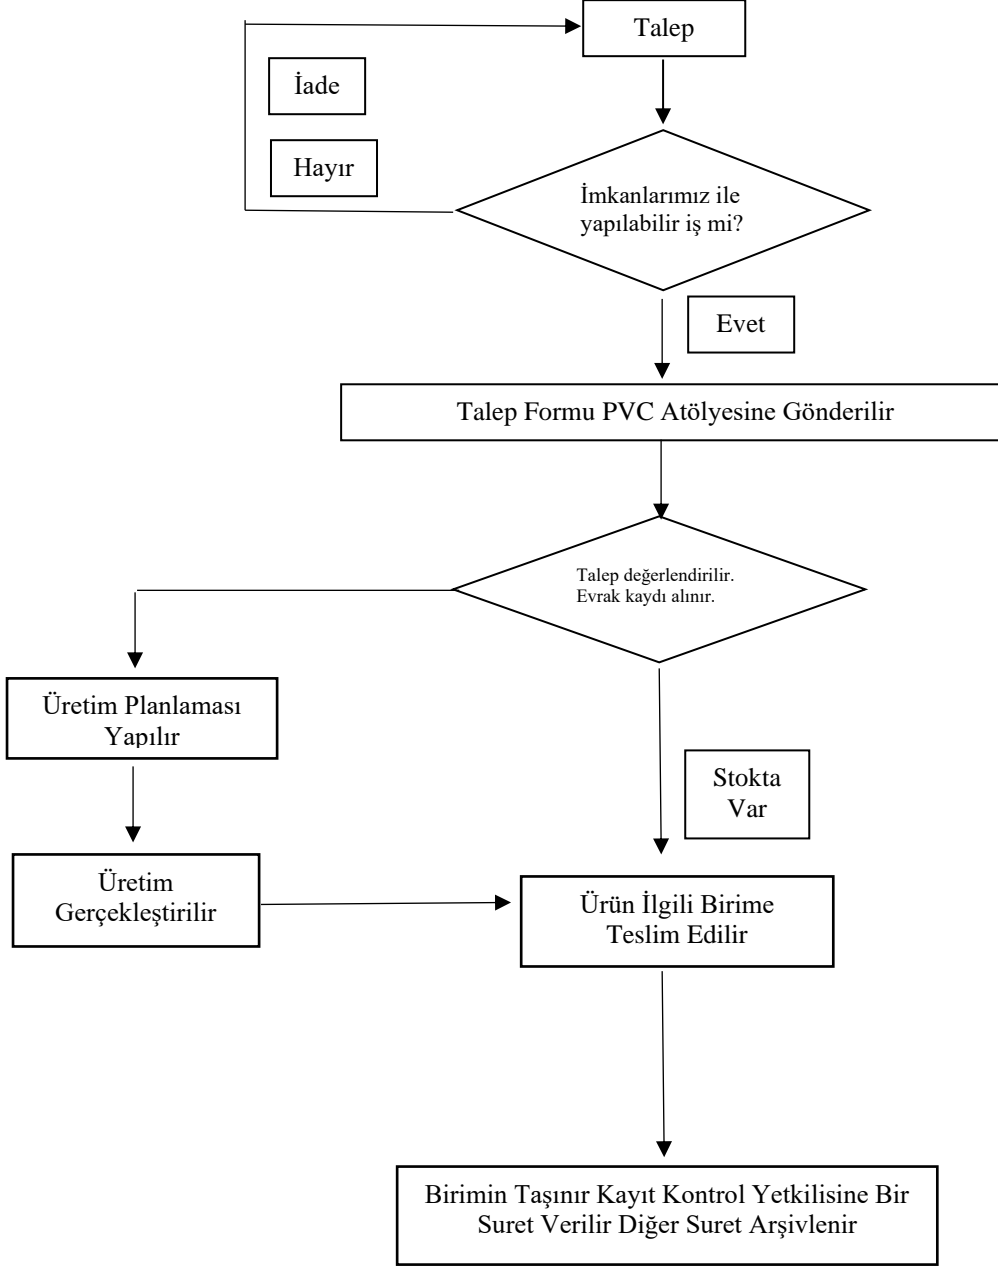 Talep
İade
Hayır
İmkanlarımız ile
yapılabilir iş mi?
Evet
Talep Formu PVC Atölyesine Gönderilir
Talep değerlendirilir.
Evrak kaydı alınır.
Üretim Planlaması
Yapılır
Stokta
Var
Üretim
Gerçekleştirilir
Ürün İlgili Birime
Teslim Edilir
Birimin Taşınır Kayıt Kontrol Yetkilisine Bir
Suret Verilir Diğer Suret Arşivlenir